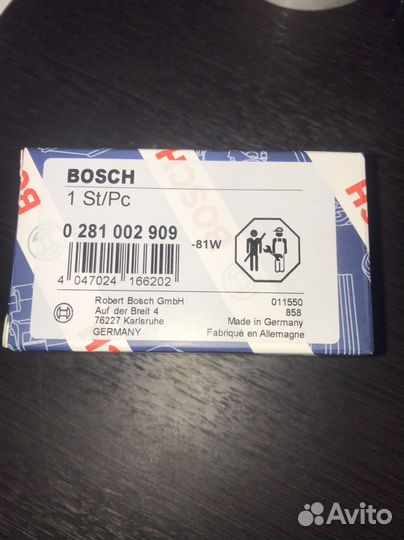 BOSCH
1 St/Pc
0 281 002 909
-81W
4 047024 166202
Robert Bosch GmbH
Auf der Breit 4
76227 Karlsruhe
GERMANY
011550
858
Made in Germany
Fabriqué en Allemagne
Avito